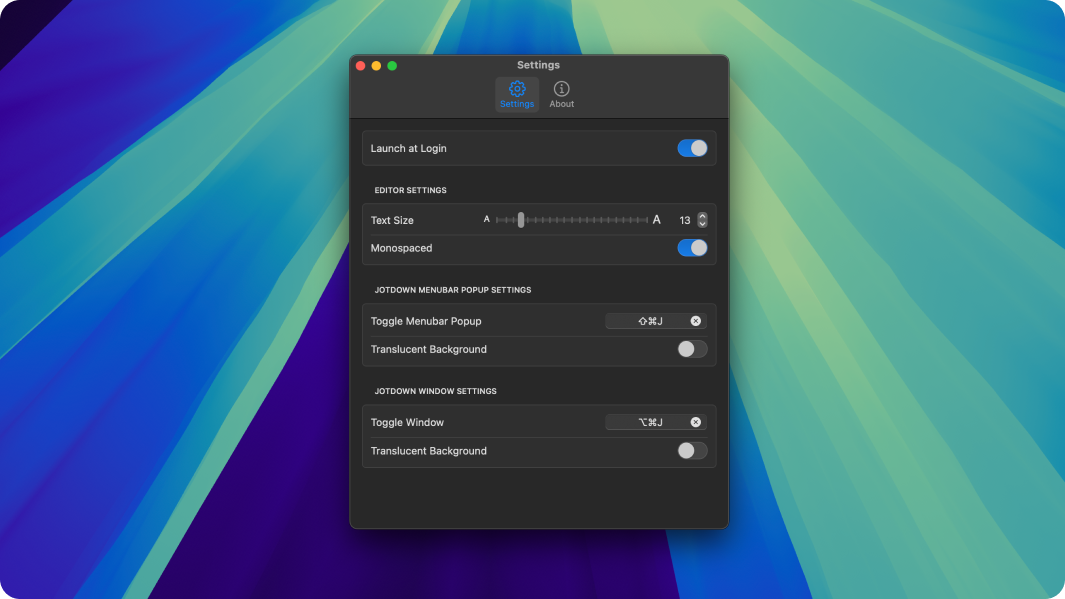 Settings
Settings About
Launch at Login
EDITOR SETTINGS
Text Size A A 13
Monospaced
JOTDOWN MENUBAR POPUP SETTINGS
Toggle Menubar Popup ⇧⌘J
Translucent Background
JOTDOWN WINDOW SETTINGS
Toggle Window ⌥⌘J
Translucent Background